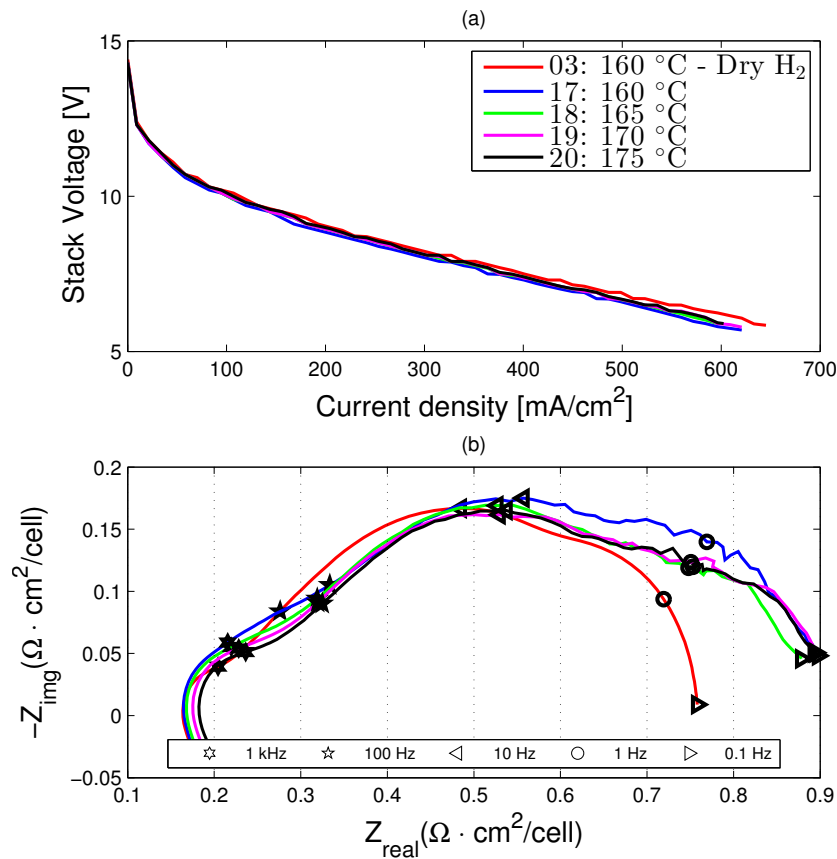 (a)
15
10
5
Stack Voltage [V]
03: 160 °C - Dry H₂
17: 160 °C
18: 165 °C
19: 170 °C
20: 175 °C
0 100 200 300 400 500 600 700
Current density [mA/cm²]
(b)
0.2
0.15
0.1
0.05
0
−0.05
-Z_img(Ω · cm²/cell)
1 kHz 100 Hz 10 Hz 1 Hz 0.1 Hz
0.1 0.2 0.3 0.4 0.5 0.6 0.7 0.8 0.9
Z_real(Ω · cm²/cell)